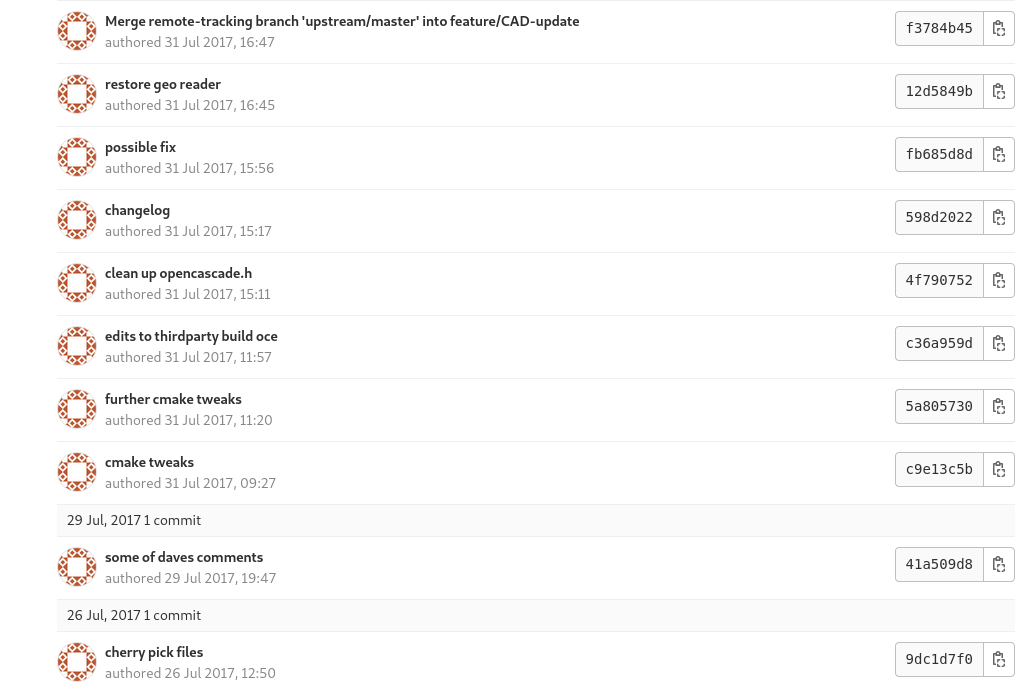 Merge remote-tracking branch 'upstream/master' into feature/CAD-update
authored 31 Jul 2017, 16:47
f3784b45
restore geo reader
authored 31 Jul 2017, 16:45
12d5849b
possible fix
authored 31 Jul 2017, 15:56
fb685d8d
changelog
authored 31 Jul 2017, 15:17
598d2022
clean up opencascade.h
authored 31 Jul 2017, 15:11
4f790752
edits to thirdparty build oce
authored 31 Jul 2017, 11:57
c36a959d
further cmake tweaks
authored 31 Jul 2017, 11:20
5a805730
cmake tweaks
authored 31 Jul 2017, 09:27
c9e13c5b
29 Jul, 2017 1 commit
some of daves comments
authored 29 Jul 2017, 19:47
41a509d8
26 Jul, 2017 1 commit
cherry pick files
authored 26 Jul 2017, 12:50
9dc1d7f0